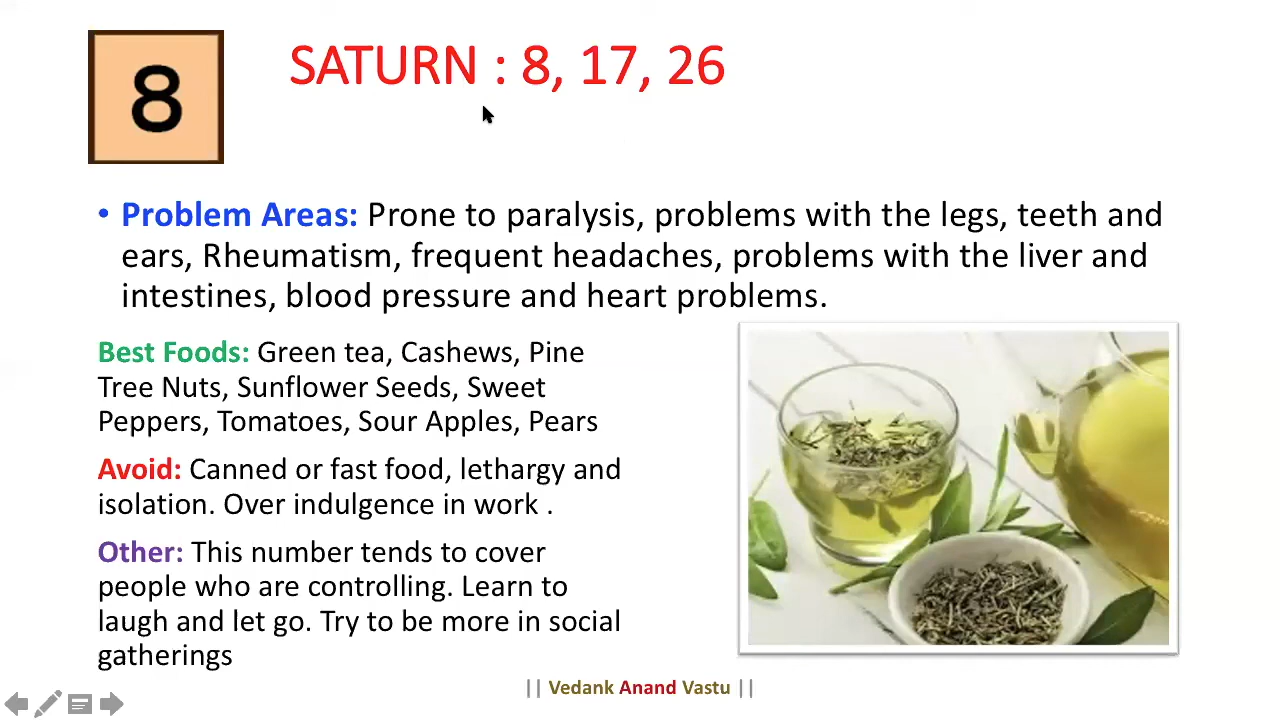 8
SATURN : 8, 17, 26
• Problem Areas: Prone to paralysis, problems with the legs, teeth and
ears, Rheumatism, frequent headaches, problems with the liver and
intestines, blood pressure and heart problems.
Best Foods: Green tea, Cashews, Pine
Tree Nuts, Sunflower Seeds, Sweet
Peppers, Tomatoes, Sour Apples, Pears
Avoid: Canned or fast food, lethargy and
isolation. Over indulgence in work .
Other: This number tends to cover
people who are controlling. Learn to
laugh and let go. Try to be more in social
gatherings
|| Vedank Anand Vastu ||